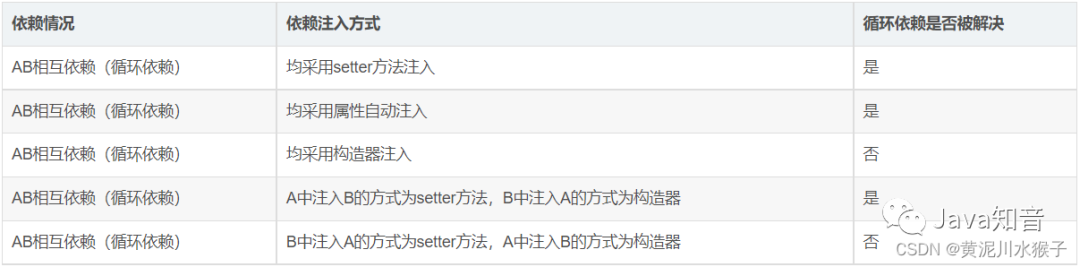 依赖情况 依赖注入方式 循环依赖是否被解决
AB相互依赖（循环依赖） 均采用setter方法注入 是
AB相互依赖（循环依赖） 均采用属性自动注入 是
AB相互依赖（循环依赖） 均采用构造器注入 否
AB相互依赖（循环依赖） A中注入B的方式为setter方法，B中注入A的方式为构造器 是
AB相互依赖（循环依赖） B中注入A的方式为setter方法，A中注入B的方式为构造器 否
Java知音
CSDN @黄泥川水猴子